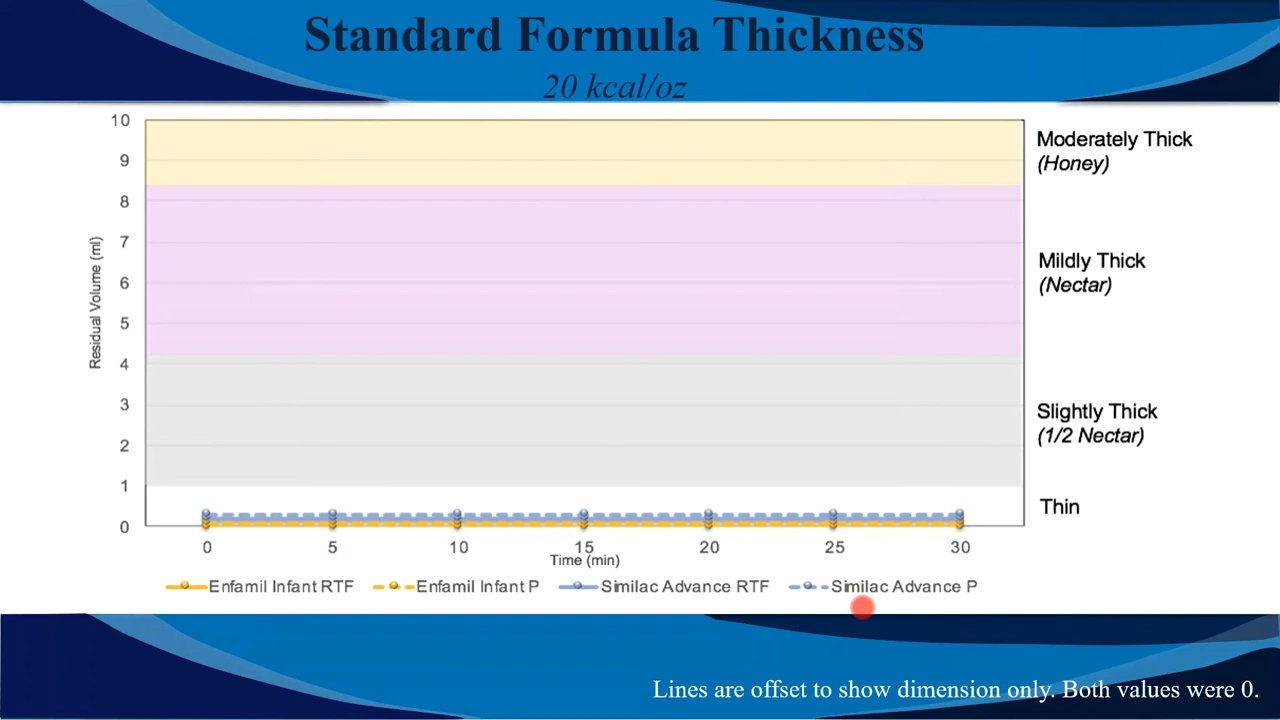 Standard Formula Thickness
20 kcal/oz
10
9
8
7
6
5
4
3
2
1
0
Residual Volume (ml)
Moderately Thick
(Honey)
Mildly Thick
(Nectar)
Slightly Thick
(1/2 Nectar)
Thin
0 5 10 15 20 25 30
Time (min)
Enfamil Infant RTF Enfamil Infant P Similac Advance RTF Similac Advance P
Lines are offset to show dimension only. Both values were 0.